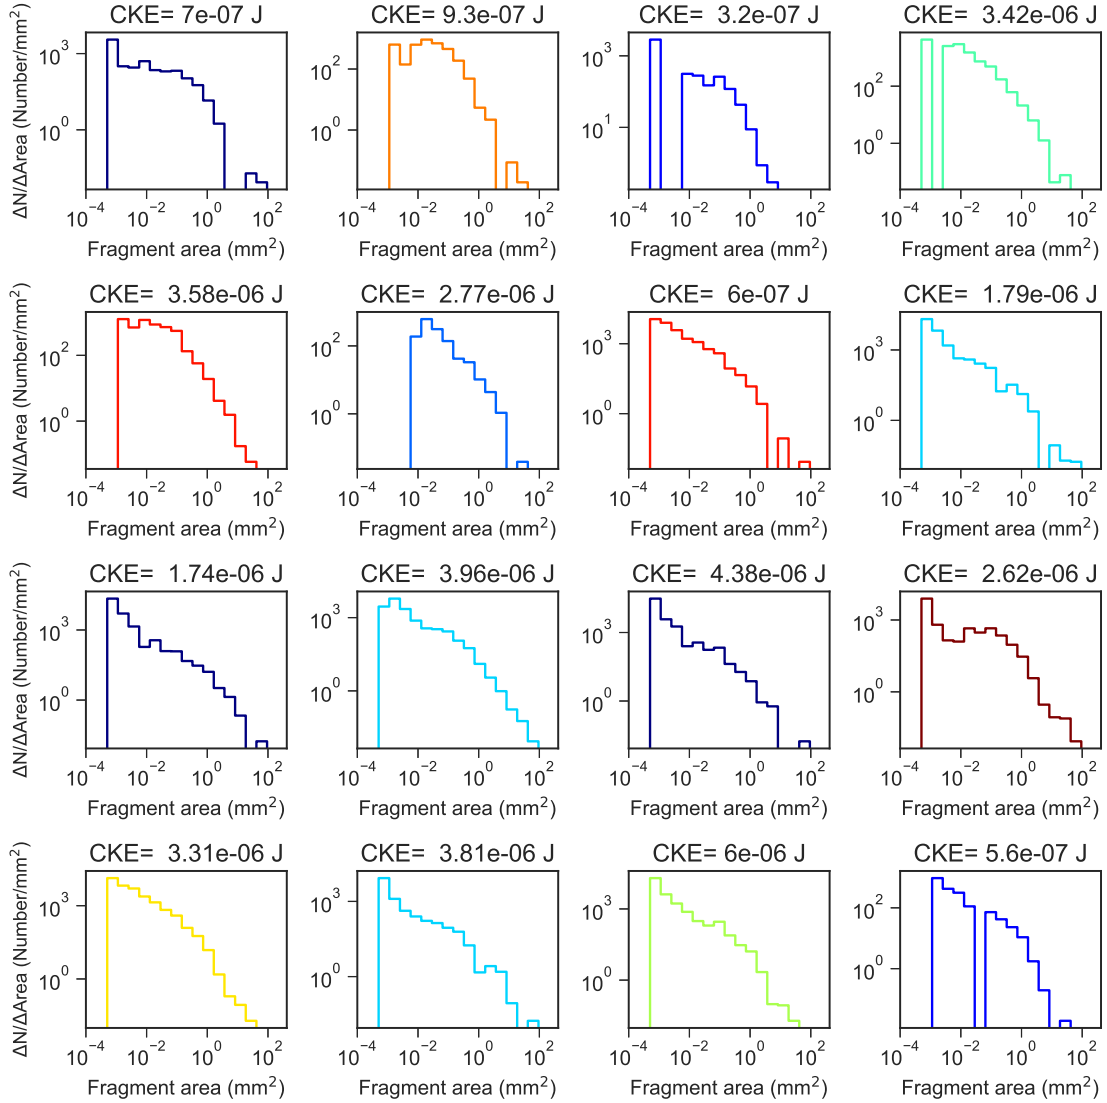 CKE= 7e-07 J
CKE= 9.3e-07 J
CKE= 3.2e-07 J
CKE= 3.42e-06 J
ΔN/ΔArea (Number/mm²)
10³
10⁰
10⁻⁴ 10⁻² 10⁰ 10²
Fragment area (mm²)
10²
10⁰
10⁻⁴ 10⁻² 10⁰ 10²
Fragment area (mm²)
10³
10¹
10⁻⁴ 10⁻² 10⁰ 10²
Fragment area (mm²)
10²
10⁰
10⁻⁴ 10⁻² 10⁰ 10²
Fragment area (mm²)
CKE= 3.58e-06 J
CKE= 2.77e-06 J
CKE= 6e-07 J
CKE= 1.79e-06 J
ΔN/ΔArea (Number/mm²)
10²
10⁰
10⁻⁴ 10⁻² 10⁰ 10²
Fragment area (mm²)
10²
10⁰
10⁻⁴ 10⁻² 10⁰ 10²
Fragment area (mm²)
10³
10⁰
10⁻⁴ 10⁻² 10⁰ 10²
Fragment area (mm²)
10³
10⁰
10⁻⁴ 10⁻² 10⁰ 10²
Fragment area (mm²)
CKE= 1.74e-06 J
CKE= 3.96e-06 J
CKE= 4.38e-06 J
CKE= 2.62e-06 J
ΔN/ΔArea (Number/mm²)
10³
10⁰
10⁻⁴ 10⁻² 10⁰ 10²
Fragment area (mm²)
10³
10⁰
10⁻⁴ 10⁻² 10⁰ 10²
Fragment area (mm²)
10³
10⁰
10⁻⁴ 10⁻² 10⁰ 10²
Fragment area (mm²)
10³
10⁰
10⁻⁴ 10⁻² 10⁰ 10²
Fragment area (mm²)
CKE= 3.31e-06 J
CKE= 3.81e-06 J
CKE= 6e-06 J
CKE= 5.6e-07 J
ΔN/ΔArea (Number/mm²)
10³
10⁰
10⁻⁴ 10⁻² 10⁰ 10²
Fragment area (mm²)
10³
10⁰
10⁻⁴ 10⁻² 10⁰ 10²
Fragment area (mm²)
10³
10⁰
10⁻⁴ 10⁻² 10⁰ 10²
Fragment area (mm²)
10²
10⁰
10⁻⁴ 10⁻² 10⁰ 10²
Fragment area (mm²)